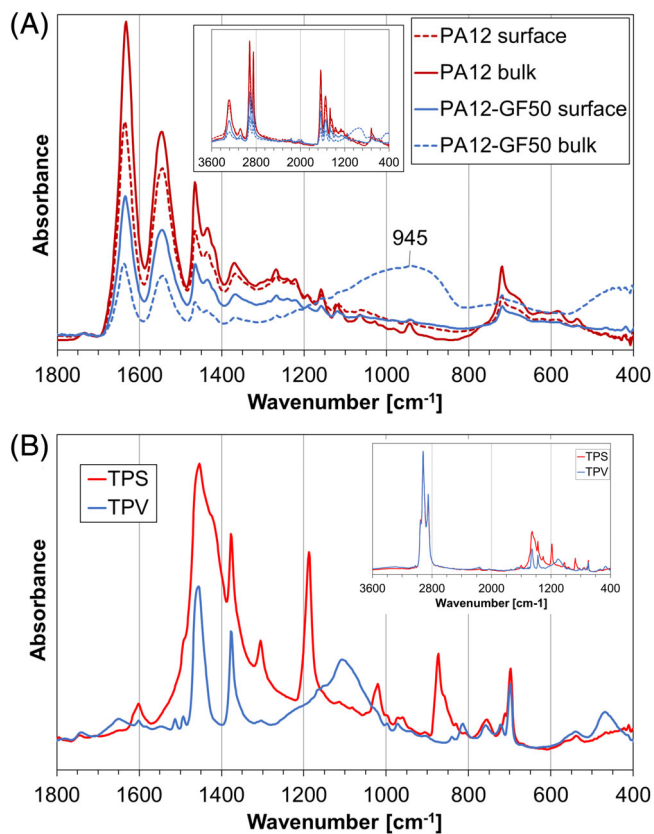 (A)
PA12 surface
PA12 bulk
PA12-GF50 surface
PA12-GF50 bulk
3600 2800 2000 1200 400
945
Absorbance
1800 1600 1400 1200 1000 800 600 400
Wavenumber [cm-1]
(B)
TPS
TPV
TPS
TPV
3600 2800 2000 1200 400
Wavenumber [cm-1]
Absorbance
1800 1600 1400 1200 1000 800 600 400
Wavenumber [cm-1]